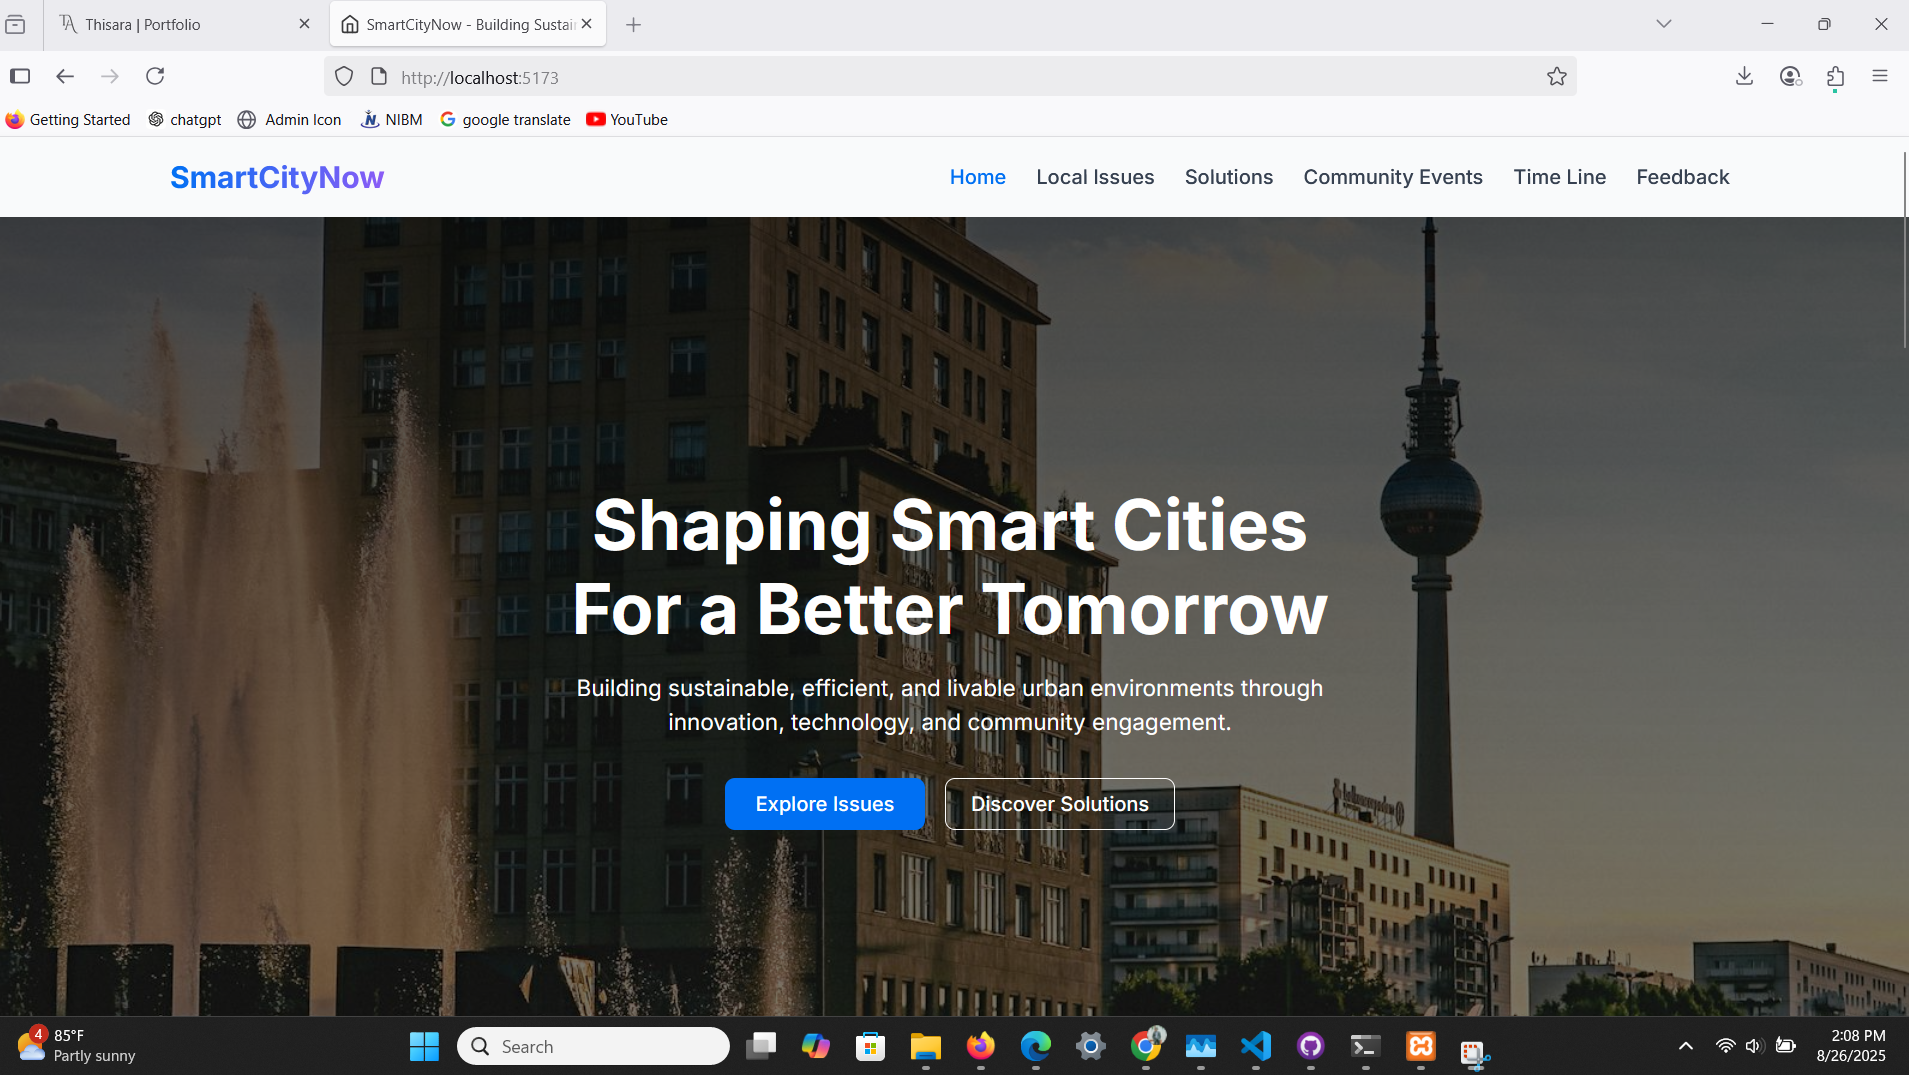 Thisara | Portfolio
SmartCityNow - Building Sustai
http://localhost:5173
Getting Started
chatgpt
Admin Icon
NIBM
google translate
YouTube
SmartCityNow
Home
Local Issues
Solutions
Community Events
Time Line
Feedback
Shaping Smart Cities
For a Better Tomorrow
Building sustainable, efficient, and livable urban environments through
innovation, technology, and community engagement.
Explore Issues
Discover Solutions
4
85°F
Partly sunny
Search
2:08 PM
8/26/2025